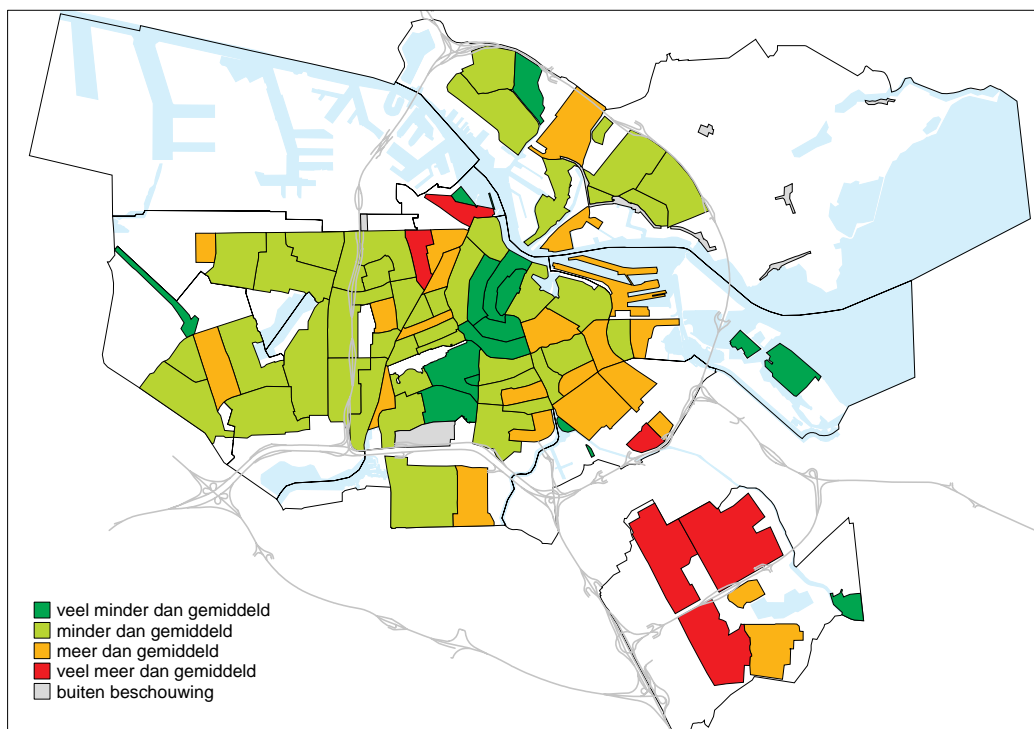 veel minder dan gemiddeld
minder dan gemiddeld
meer dan gemiddeld
veel meer dan gemiddeld
buiten beschouwing